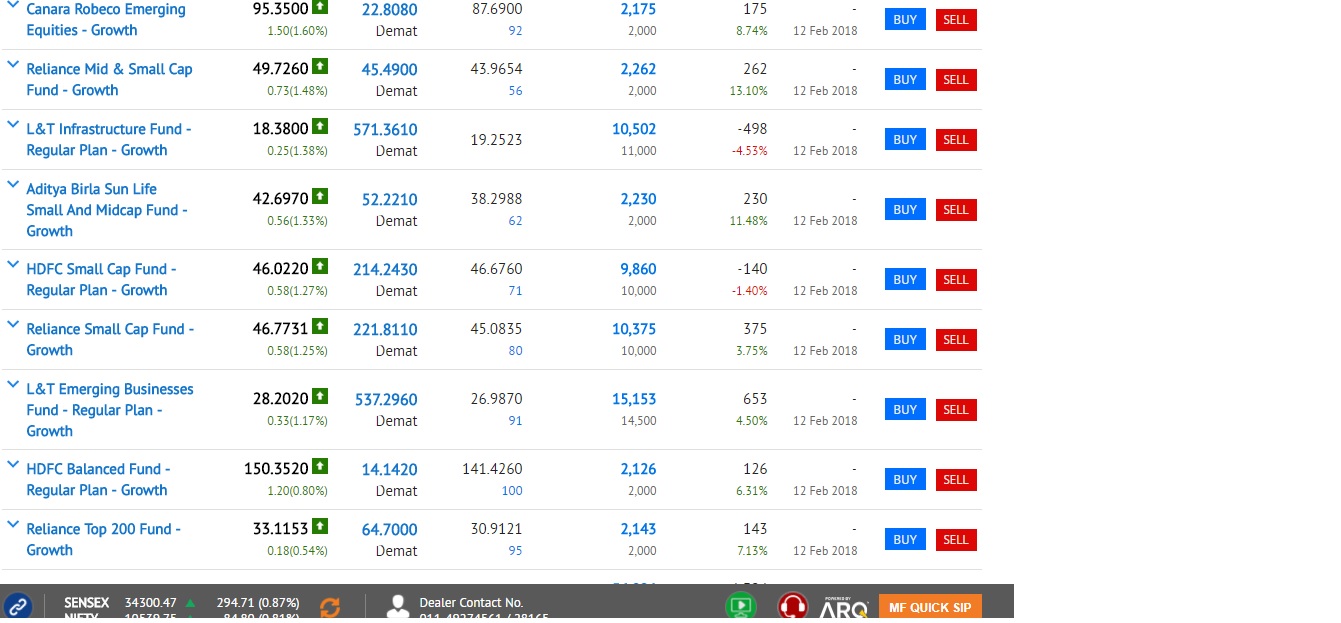 Canara Robeco Emerging 95.3500 22.8080 87.6900 2,175 175 - BUY SELL
Equities - Growth 1.50(1.60%) Demat 92 2,000 8.74% 12 Feb 2018
Reliance Mid & Small Cap 49.7260 45.4900 43.9654 2,262 262 - BUY SELL
Fund - Growth 0.73(1.48%) Demat 56 2,000 13.10% 12 Feb 2018
L&T Infrastructure Fund - 18.3800 571.3610 19.2523 10,502 -498 - BUY SELL
Regular Plan - Growth 0.25(1.38%) Demat 11,000 -4.53% 12 Feb 2018
Aditya Birla Sun Life 42.6970 52.2210 38.2988 2,230 230 - BUY SELL
Small And Midcap Fund - 0.56(1.33%) Demat 62 2,000 11.48% 12 Feb 2018
Growth
HDFC Small Cap Fund - 46.0220 214.2430 46.6760 9,860 -140 - BUY SELL
Regular Plan - Growth 0.58(1.27%) Demat 71 10,000 -1.40% 12 Feb 2018
Reliance Small Cap Fund - 46.7731 221.8110 45.0835 10,375 375 - BUY SELL
Growth 0.58(1.25%) Demat 80 10,000 3.75% 12 Feb 2018
L&T Emerging Businesses 28.2020 537.2960 26.9870 15,153 653 - BUY SELL
Fund - Regular Plan - 0.33(1.17%) Demat 91 14,500 4.50% 12 Feb 2018
Growth
HDFC Balanced Fund - 150.3520 14.1420 141.4260 2,126 126 - BUY SELL
Regular Plan - Growth 1.20(0.80%) Demat 100 2,000 6.31% 12 Feb 2018
Reliance Top 200 Fund - 33.1153 64.7000 30.9121 2,143 143 - BUY SELL
Growth 0.18(0.54%) Demat 95 2,000 7.13% 12 Feb 2018
SENSEX 34300.47 294.71 (0.87%) Dealer Contact No. POWERED BY ARQ MF QUICK SIP
NIFTY 10539.75 84.80 (0.81%) 011-49274561 / 28165